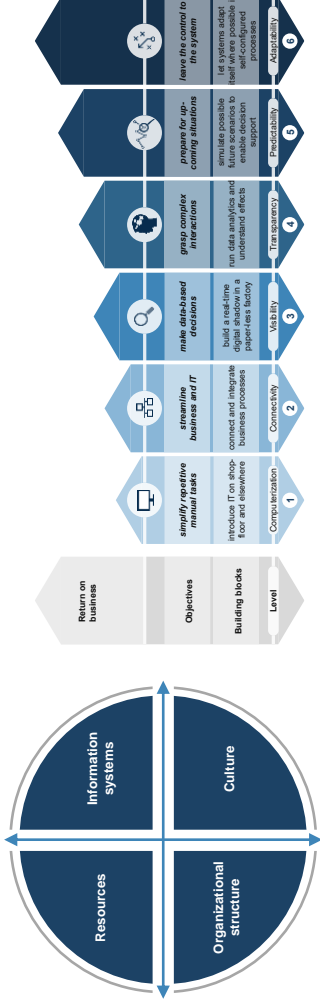 Resources
Information
systems
Organizational
structure
Culture
Return on
business
Objectives
Building blocks
Level
simplify repetitive
manual tasks
introduce IT on shop-
floor and elsewhere
Computerization
1
streamline
business and IT
connect and integrate
business processes
Connectivity
2
make data-based
decisions
build a real-time
digital shadow in a
paper-less factory
Visibility
3
grasp complex
interactions
run data analytics and
understand effects
Transparency
4
prepare for up-
coming situations
simulate possible
future scenarios to
enable decision
support
Predictability
5
leave the control to
the system
let systems adapt
itself where possible i
self-configured
processes
Adaptability
6